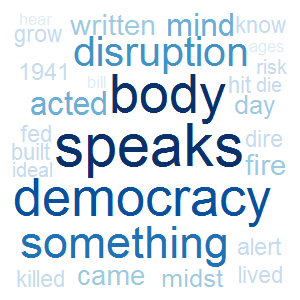 hear
grow written mind know
disruption ages
1941 bill risk
acted body hit die
day
fed speaks dire
built
ideal fire
democracy
something alert
killed came midst lived